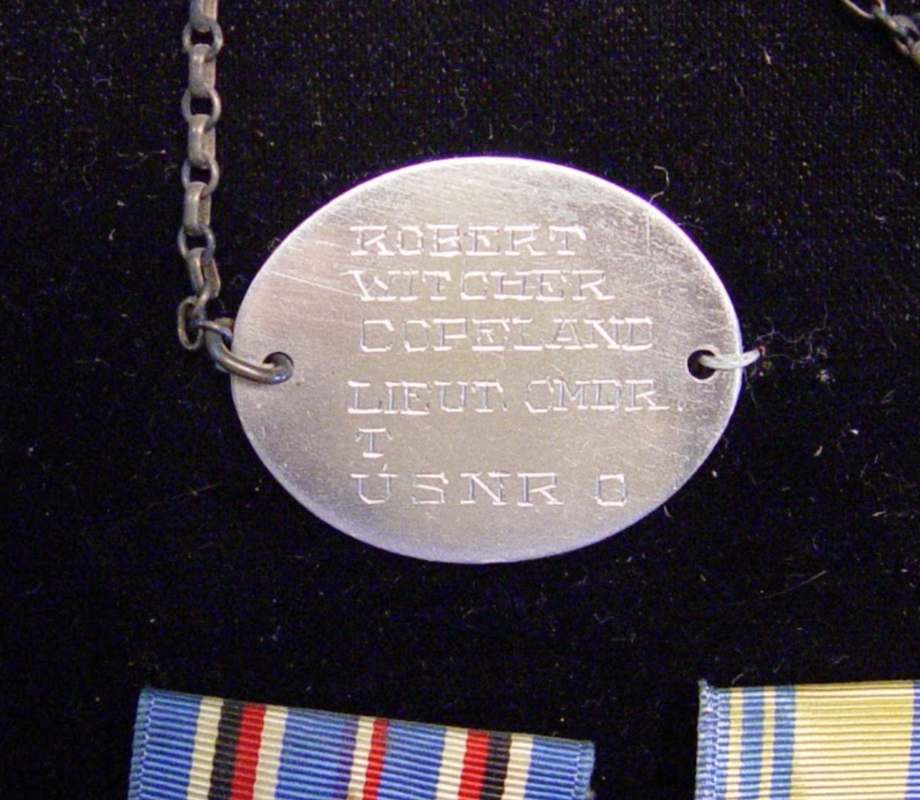 ROBERT
WITCHER
COPELAND
LIEUT. CMDR.
T
USNR O